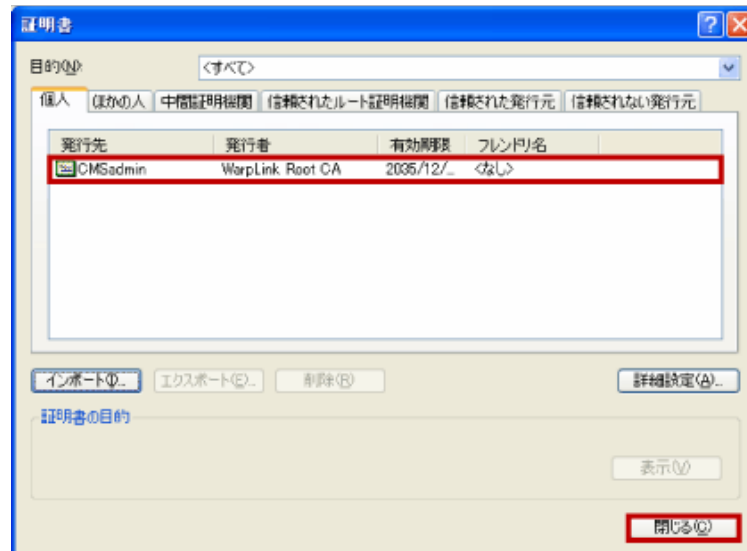 証明書
目的(N): <すべて>
個人 ほかの人 中間証明機関 信頼されたルート証明機関 信頼された発行元 信頼されない発行元
発行先 発行者 有効期限 フレンドリ名
CMSadmin WarpLink Root CA 2035/12/... <なし>
インポート(I)... エクスポート(E)... 削除(R) 詳細設定(A)...
証明書の目的
表示(V)
閉じる(C)